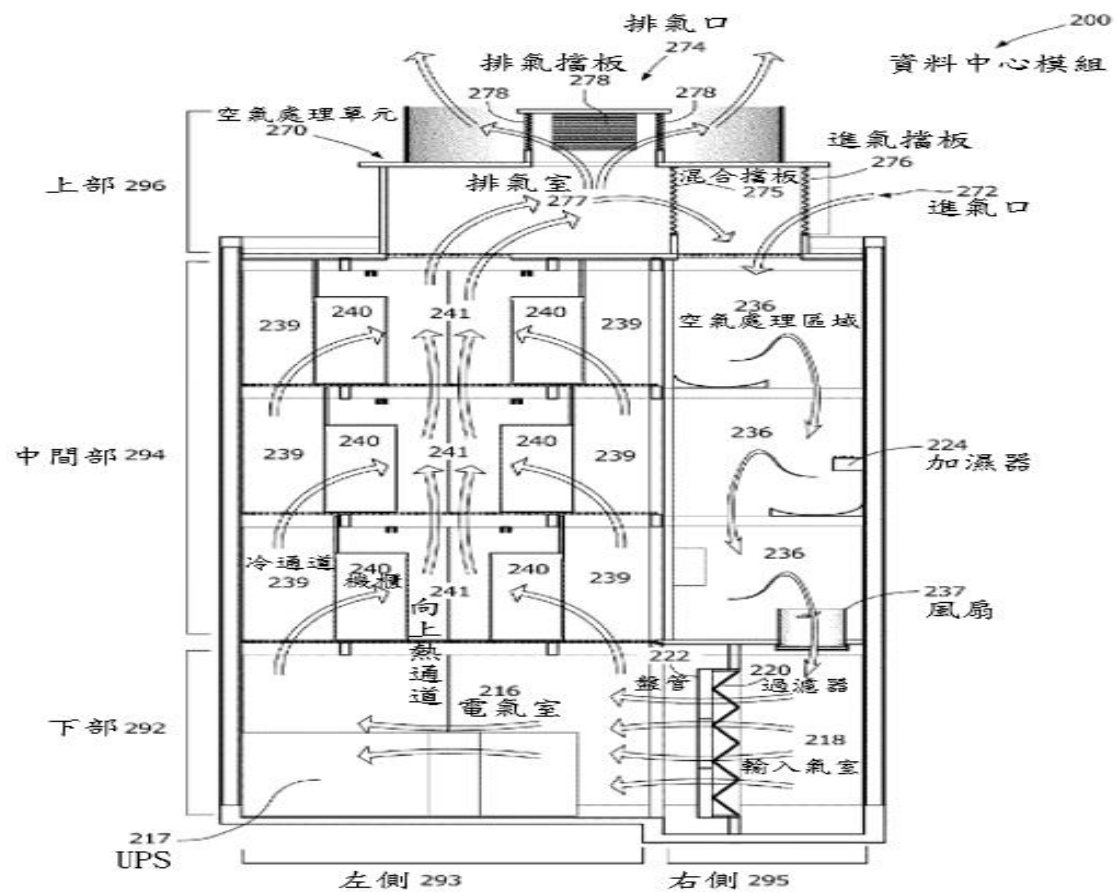 排氣口
274
200
資料中心模組
排氣擋板
278
278
278
空氣處理單元
270
進氣擋板
276
上部 296
排氣室
277
混合擋板
275
272
進氣口
239
240
241
240
239
236
空氣處理區域
中間部 294
239
240
241
240
239
236
224
加濕器
冷通道
239
240
機櫃
241
240
239
236
237
風扇
向上熱通道
222
盤管
220
過濾器
216
電氣室
下部 292
218
輸入氣室
217
UPS
左側 293
右側 295